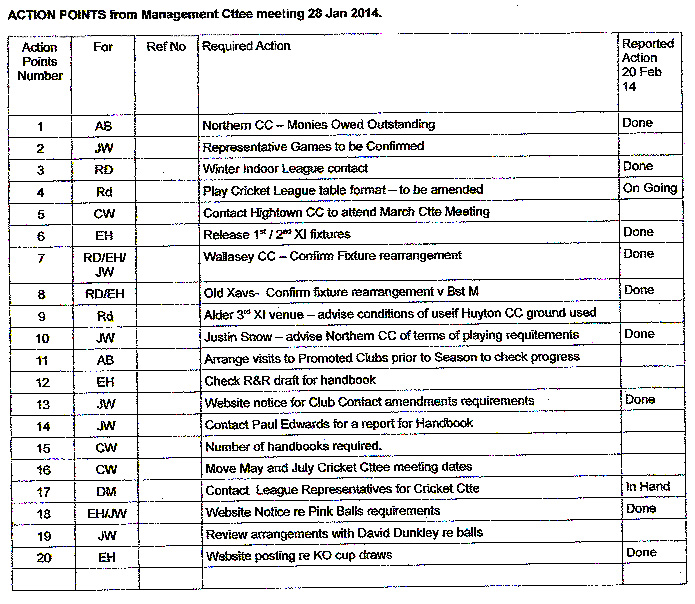 ACTION POINTS from Management Cttee meeting 28 Jan 2014.
Action Points Number For Ref No Required Action Reported Action 20 Feb 14
1 AB Northern CC – Monies Owed Outstanding Done
2 JW Representative Games to be Confirmed
3 RD Winter Indoor League contact Done
4 Rd Play Cricket League table format – to be amended On Going
5 CW Contact Hightown CC to attend March Ctte Meeting
6 EH Release 1st / 2nd XI fixtures Done
7 RD/EH/ JW Wallasey CC – Confirm Fixture rearrangement Done
8 RD/EH Old Xavs- Confirm fixture rearrangement v Bst M Done
9 Rd Alder 3rd XI venue – advise conditions of useif Huyton CC ground used
10 JW Justin Snow – advise Northern CC of terms of playing requitements Done
11 AB Arrange visits to Promoted Clubs prior to Season to check progress
12 EH Check R&R draft for handbook
13 JW Website notice for Club Contact amendments requirements Done
14 JW Contact Paul Edwards for a report for Handbook
15 CW Number of handbooks required.
16 CW Move May and July Cricket Cttee meeting dates
17 DM Contact League Representatives for Cricket Ctte In Hand
18 EH/JW Website Notice re Pink Balls requirements Done
19 JW Review arrangements with David Dunkley re balls
20 EH Website posting re KO cup draws Done